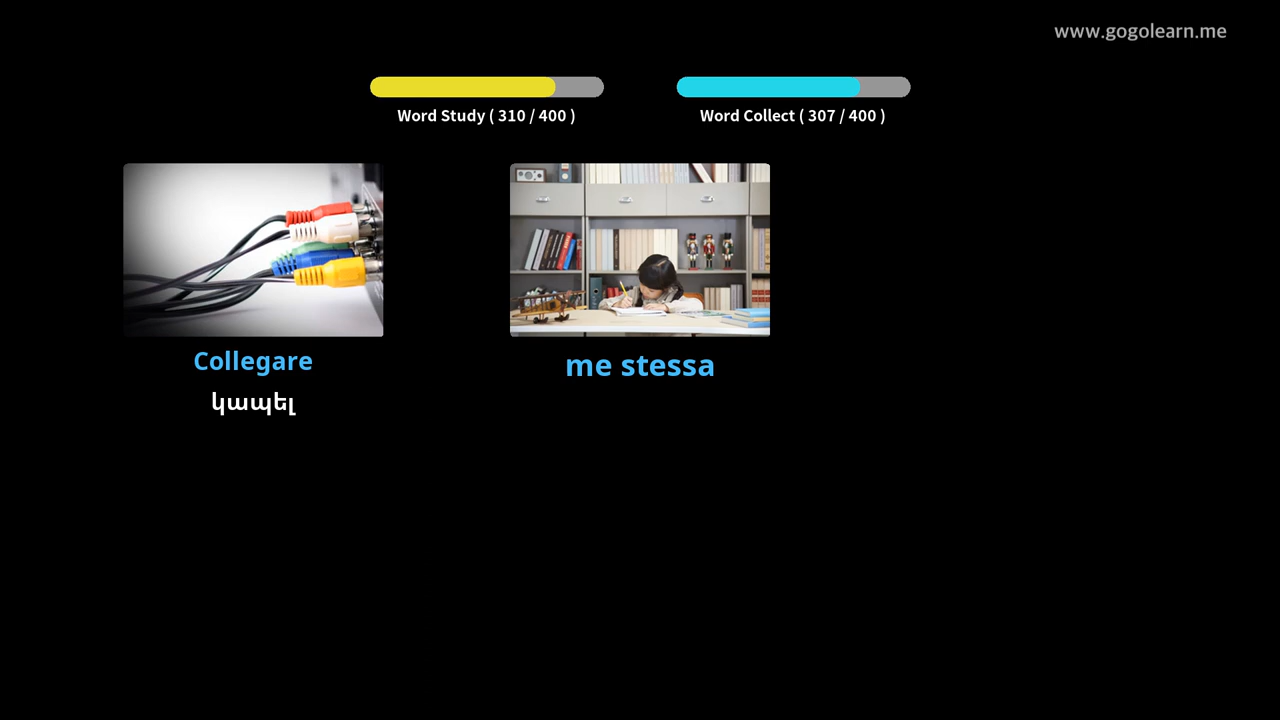 www.gogolearn.me
Word Study ( 310 / 400 )
Word Collect ( 307 / 400 )
Collegare
կապել
me stessa